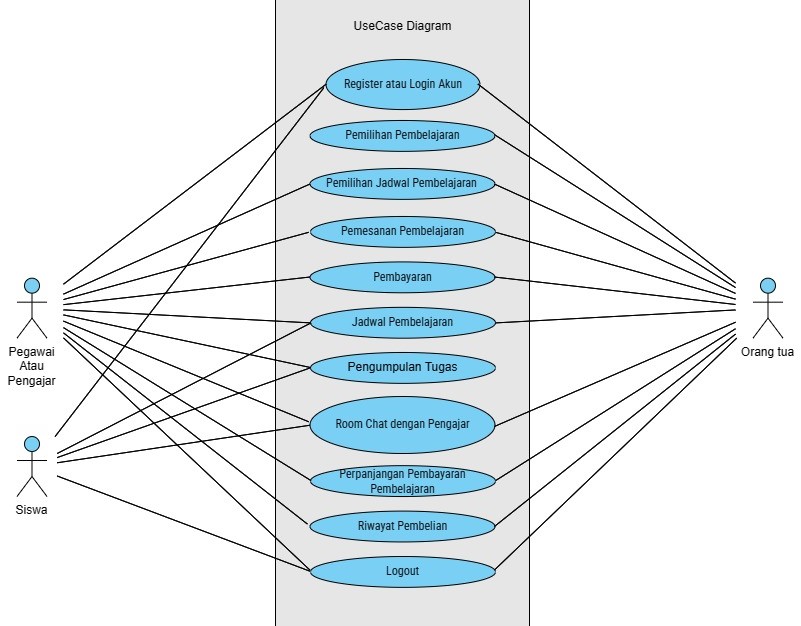 UseCase Diagram
Register atau Login Akun
Pemilihan Pembelajaran
Pemilihan Jadwal Pembelajaran
Pemesanan Pembelajaran
Pembayaran
Jadwal Pembelajaran
Pengumpulan Tugas
Room Chat dengan Pengajar
Perpanjangan Pembayaran
Pembelajaran
Riwayat Pembelian
Logout
Pegawai
Atau
Pengajar
Siswa
Orang tua